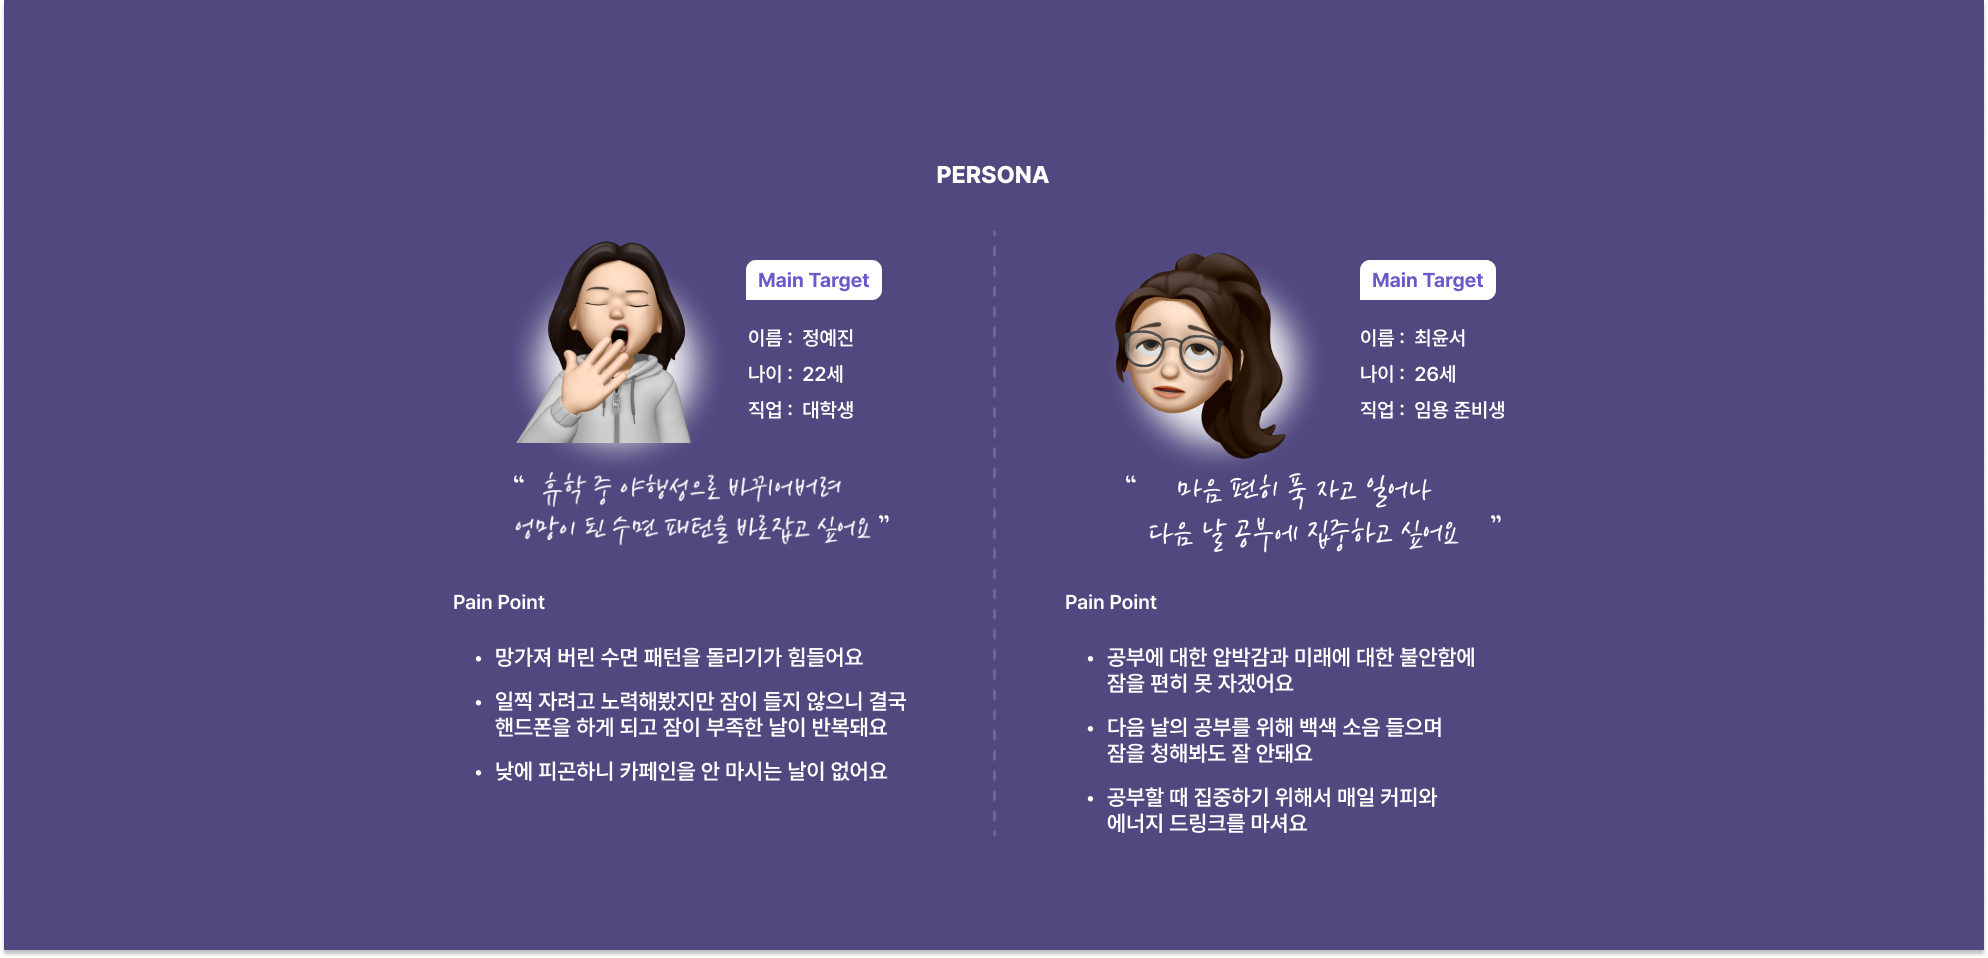 PERSONA
Main Target
이름 : 정예진
나이 : 22세
직업 : 대학생
“ 휴학 중 야행성으로 바뀌어버려
엉망이 된 수면 패턴을 바로잡고 싶어요 ”
Pain Point
• 망가져 버린 수면 패턴을 돌리기가 힘들어요
• 일찍 자려고 노력해봤지만 잠이 들지 않으니 결국
핸드폰을 하게 되고 잠이 부족한 날이 반복돼요
• 낮에 피곤하니 카페인을 안 마시는 날이 없어요
Main Target
이름 : 최윤서
나이 : 26세
직업 : 임용 준비생
“ 마음 편히 푹 자고 일어나
다음 날 공부에 집중하고 싶어요 ”
Pain Point
• 공부에 대한 압박감과 미래에 대한 불안함에
잠을 편히 못 자겠어요
• 다음 날의 공부를 위해 백색 소음 들으며
잠을 청해봐도 잘 안돼요
• 공부할 때 집중하기 위해서 매일 커피와
에너지 드링크를 마셔요